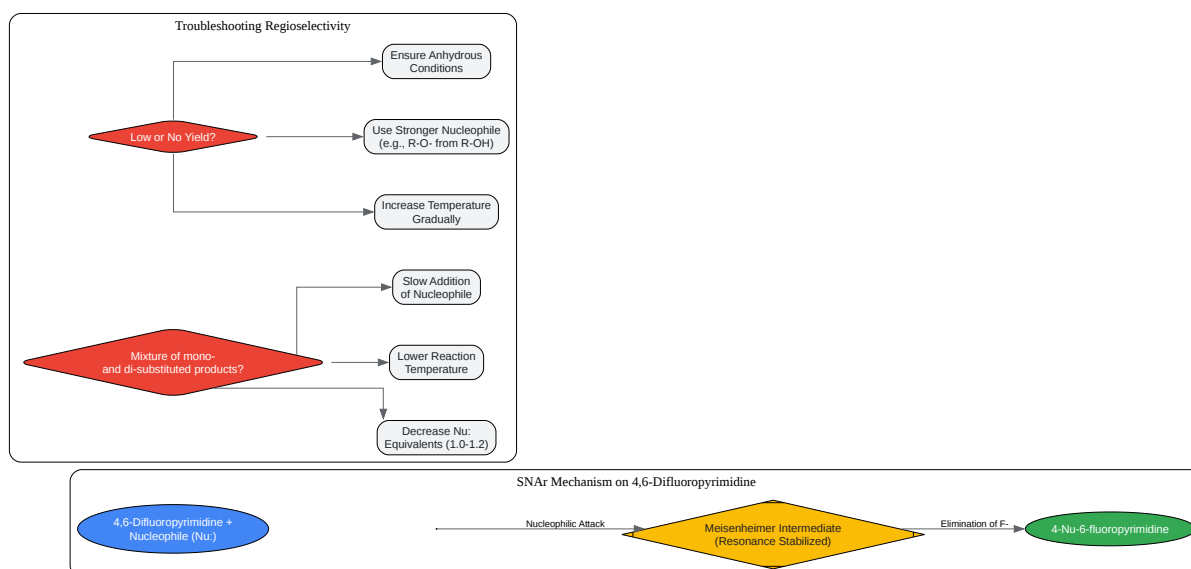 Troubleshooting Regioselectivity
Ensure Anhydrous
Conditions
Low or No Yield?
Use Stronger Nucleophile
(e.g., R-O- from R-OH)
Increase Temperature
Gradually
Slow Addition
of Nucleophile
Mixture of mono-
and di-substituted products?
Lower Reaction
Temperature
Decrease Nu:
Equivalents (1.0-1.2)
SNAr Mechanism on 4,6-Difluoropyrimidine
4,6-Difluoropyrimidine +
Nucleophile (Nu:)
Nucleophilic Attack
Meisenheimer Intermediate
(Resonance Stabilized)
Elimination of F-
4-Nu-6-fluoropyrimidine